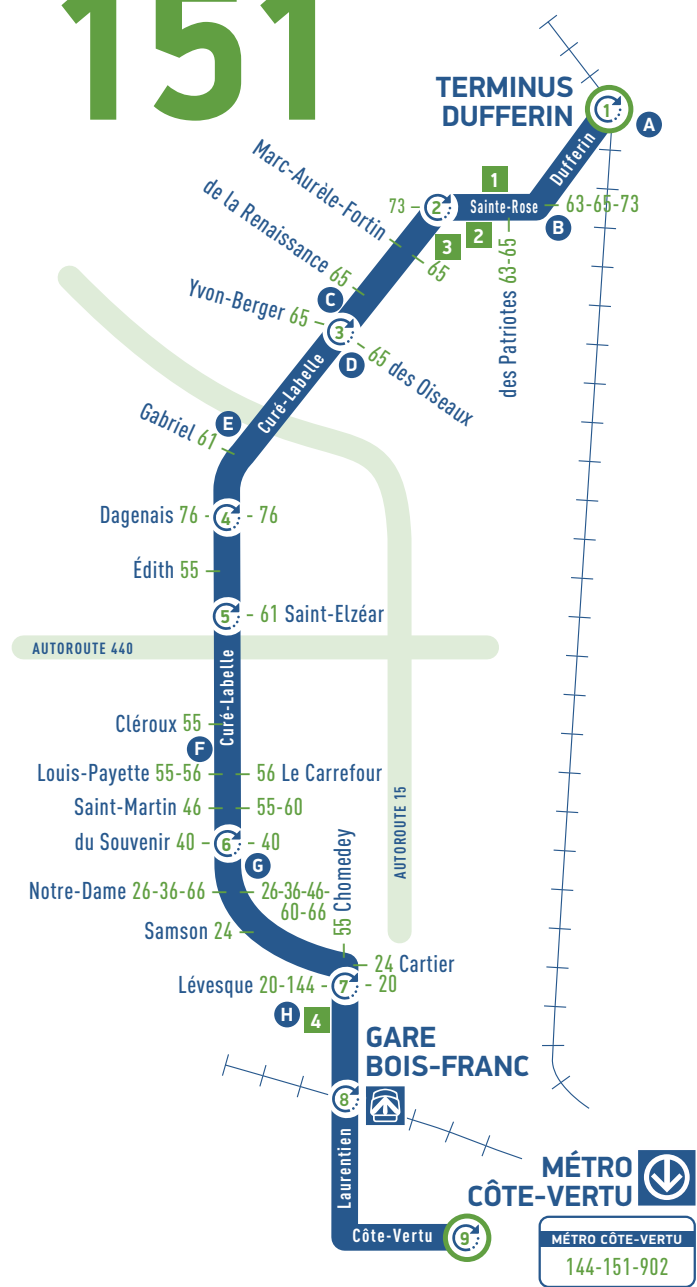 151
TERMINUS
DUFFERIN
1
A
Dufferin
1
Sainte-Rose
63-65-73
B
73
2
2
3
des Patriotes 63-65
Marc-Aurèle-Fortin
65
de la Renaissance 65
C
Yvon-Berger 65
3
65 des Oiseaux
D
Curé-Labelle
E
Gabriel 61
Dagenais 76
4
76
Édith 55
5
61 Saint-Elzéar
AUTOROUTE 440
Curé-Labelle
Cléroux 55
F
Louis-Payette 55-56
56 Le Carrefour
Saint-Martin 46
55-60
AUTOROUTE 15
du Souvenir 40
6
40
G
Notre-Dame 26-36-66
26-36-46-
60-66
55 Chomedey
Samson 24
24 Cartier
Lévesque 20-144
7
20
H
4
GARE
BOIS-FRANC
8
Laurentien
MÉTRO
CÔTE-VERTU
Côte-Vertu
9
MÉTRO CÔTE-VERTU
144-151-902